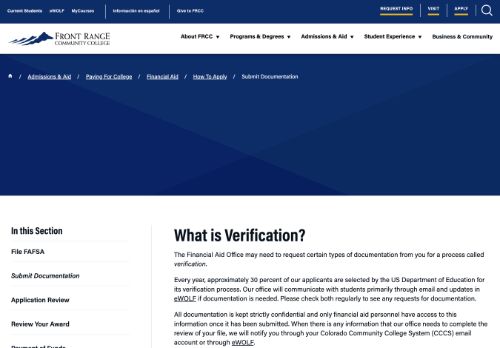 Current Students eWOLF MyCourses Información en español Give to FRCC REQUEST INFO VISIT APPLY
FRONT RANGE
COMMUNITY COLLEGE
About FRCC Programs & Degrees Admissions & Aid Student Experience Business & Community
/ Admissions & Aid / Paying For College / Financial Aid / How To Apply / Submit Documentation
In this Section
File FAFSA
Submit Documentation
Application Review
Review Your Award
Payment of Funds
What is Verification?
The Financial Aid Office may need to request certain types of documentation from you for a process called
verification.
Every year, approximately 30 percent of our applicants are selected by the US Department of Education for
its verification process. Our office will communicate with students primarily through email and updates in
eWOLF if documentation is needed. Please check both regularly to see any requests for documentation.
All documentation is kept strictly confidential and only financial aid personnel have access to this
information once it has been submitted. When there is any information that our office needs to complete the
review of your file, we will notify you through your Colorado Community College System (CCCS) email
account or through eWOLF.